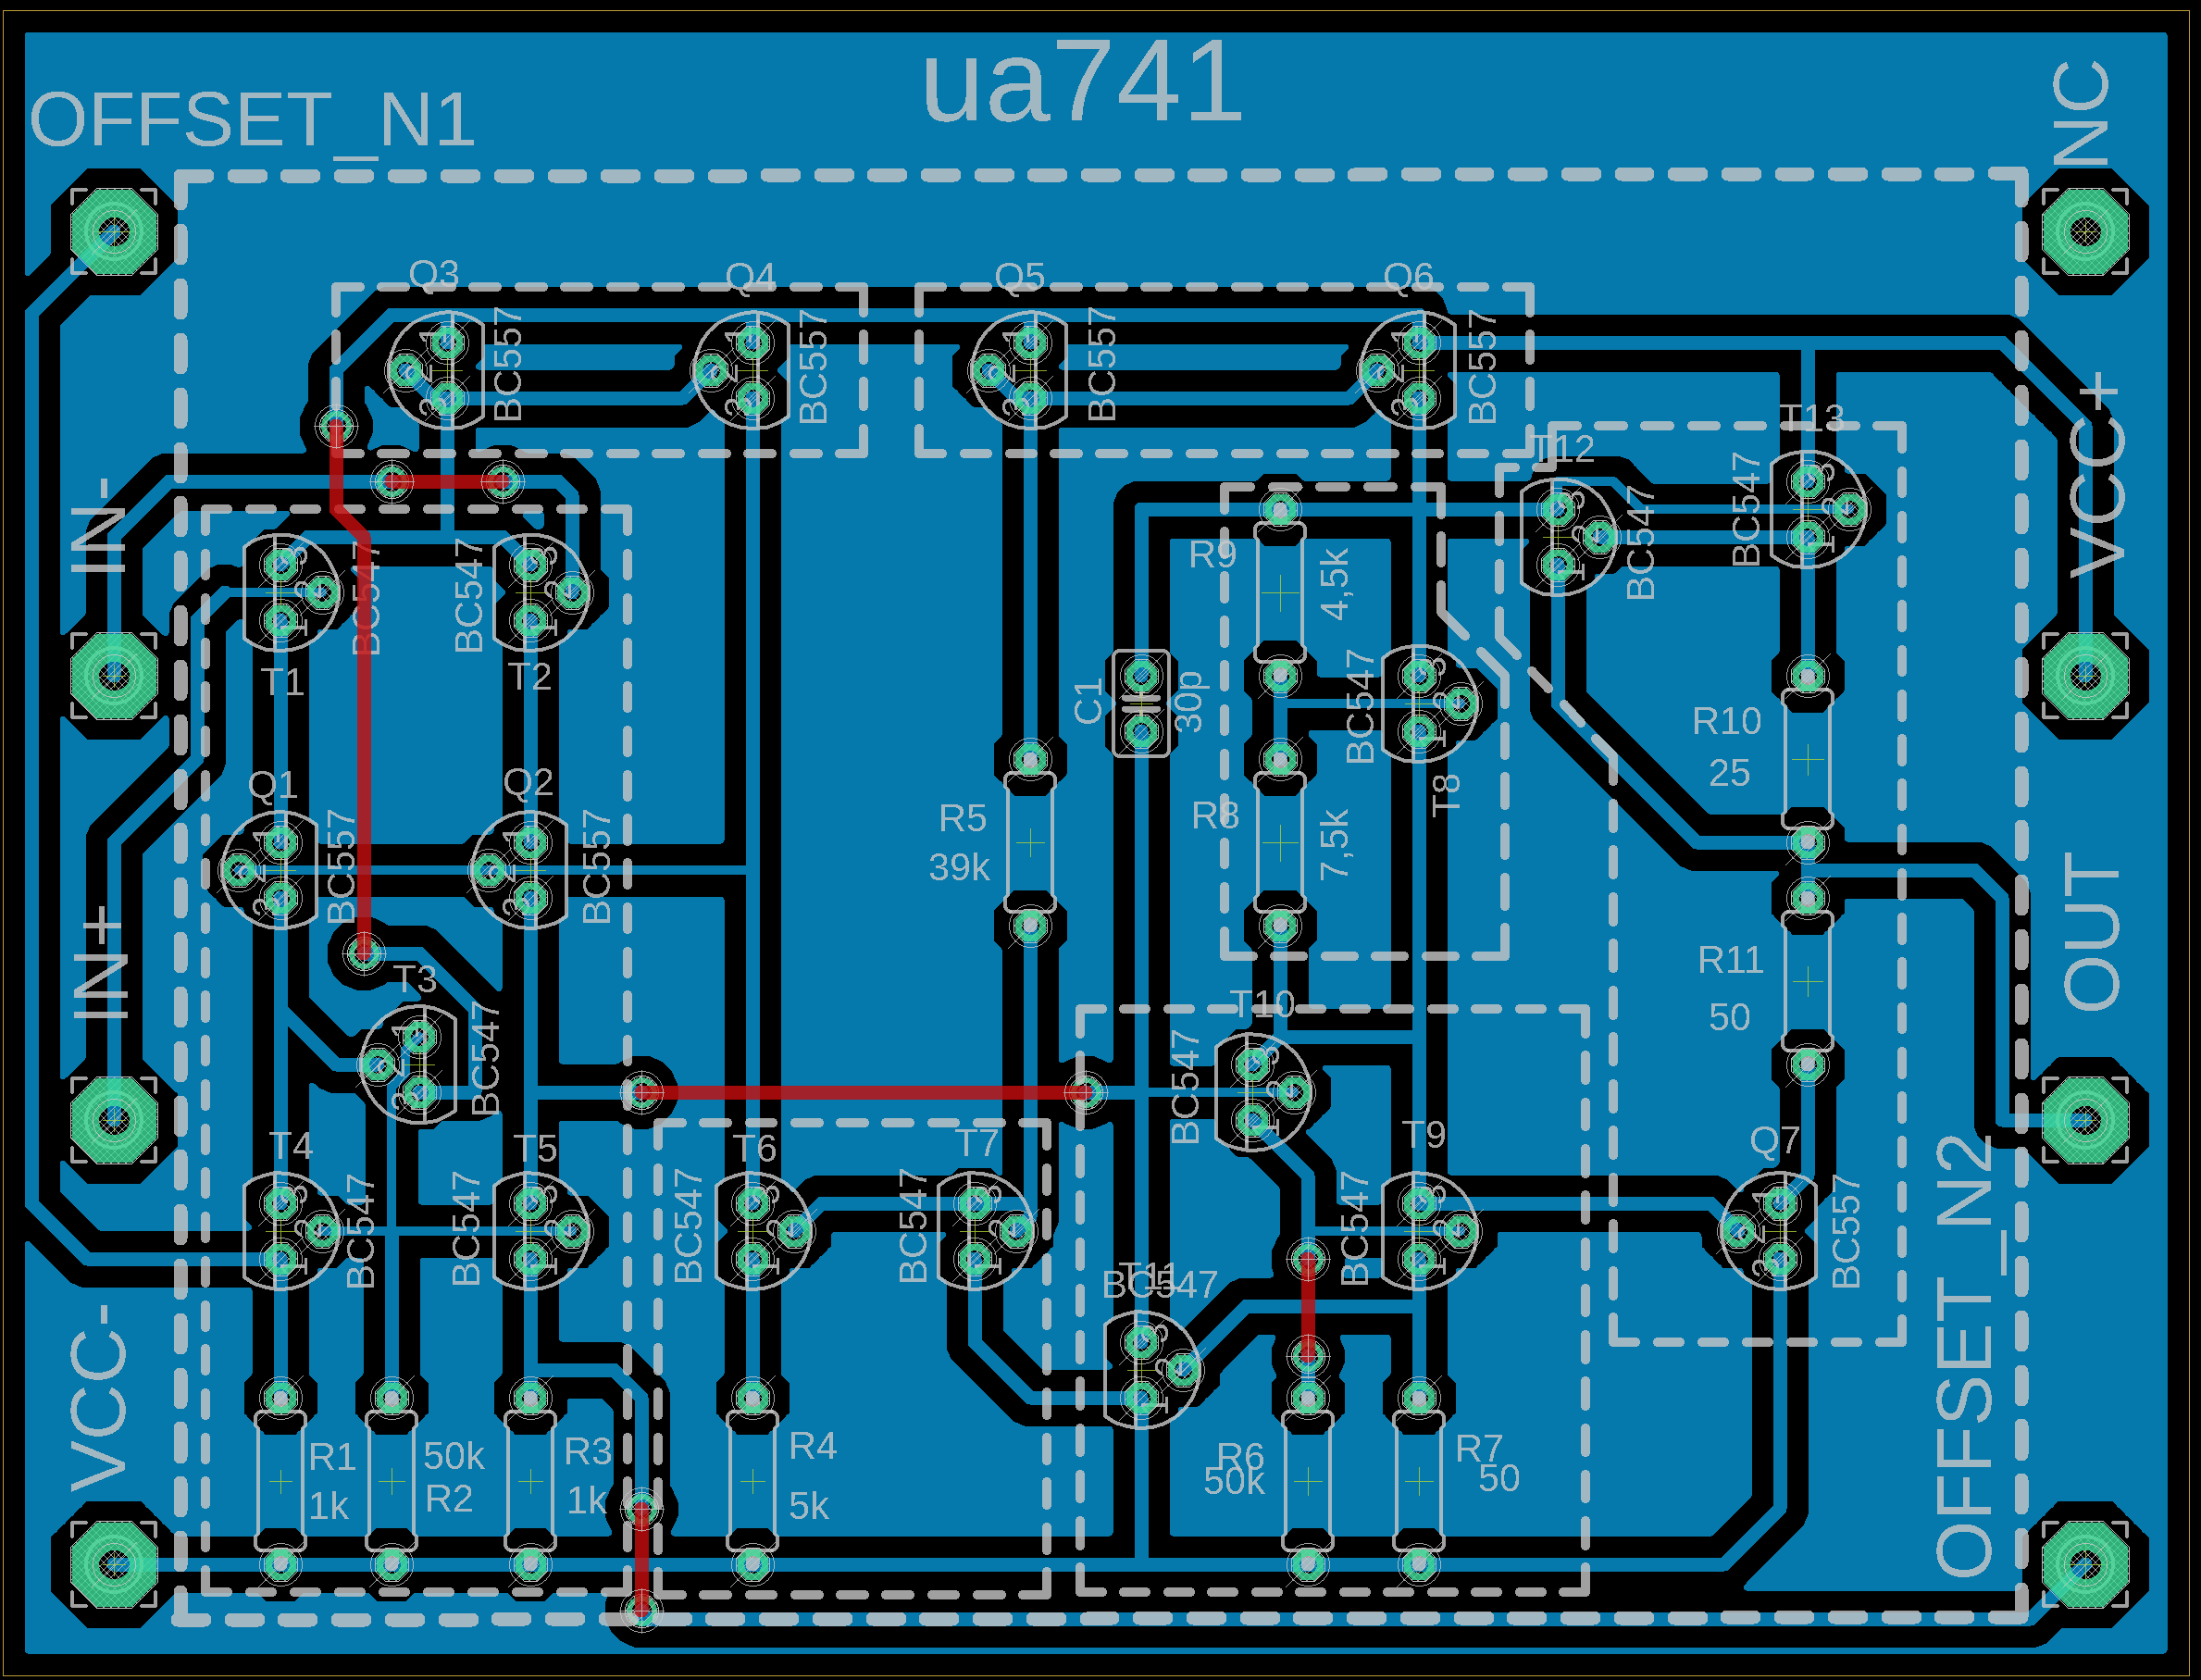 ua741
OFFSET_N1
NC
Q3
Q4
Q5
Q6
BC557
BC557
BC557
BC557
VCC+
T13
T12
IN-
BC547
BC547
BC547
BC547
R9
4,5k
T1
T2
C1
30p
BC547
T8
R10
25
Q1
Q2
BC557
BC557
R5
39k
R8
7,5k
OUT
IN+
T3
BC547
T10
BC547
R11
50
T4
T5
T6
T7
T9
Q7
BC547
BC547
BC547
BC547
BC547
BC557
T11
BC547
VCC-
OFFSET_N2
R1
1k
50k
R2
R3
1k
R4
5k
R6
50k
R7
50